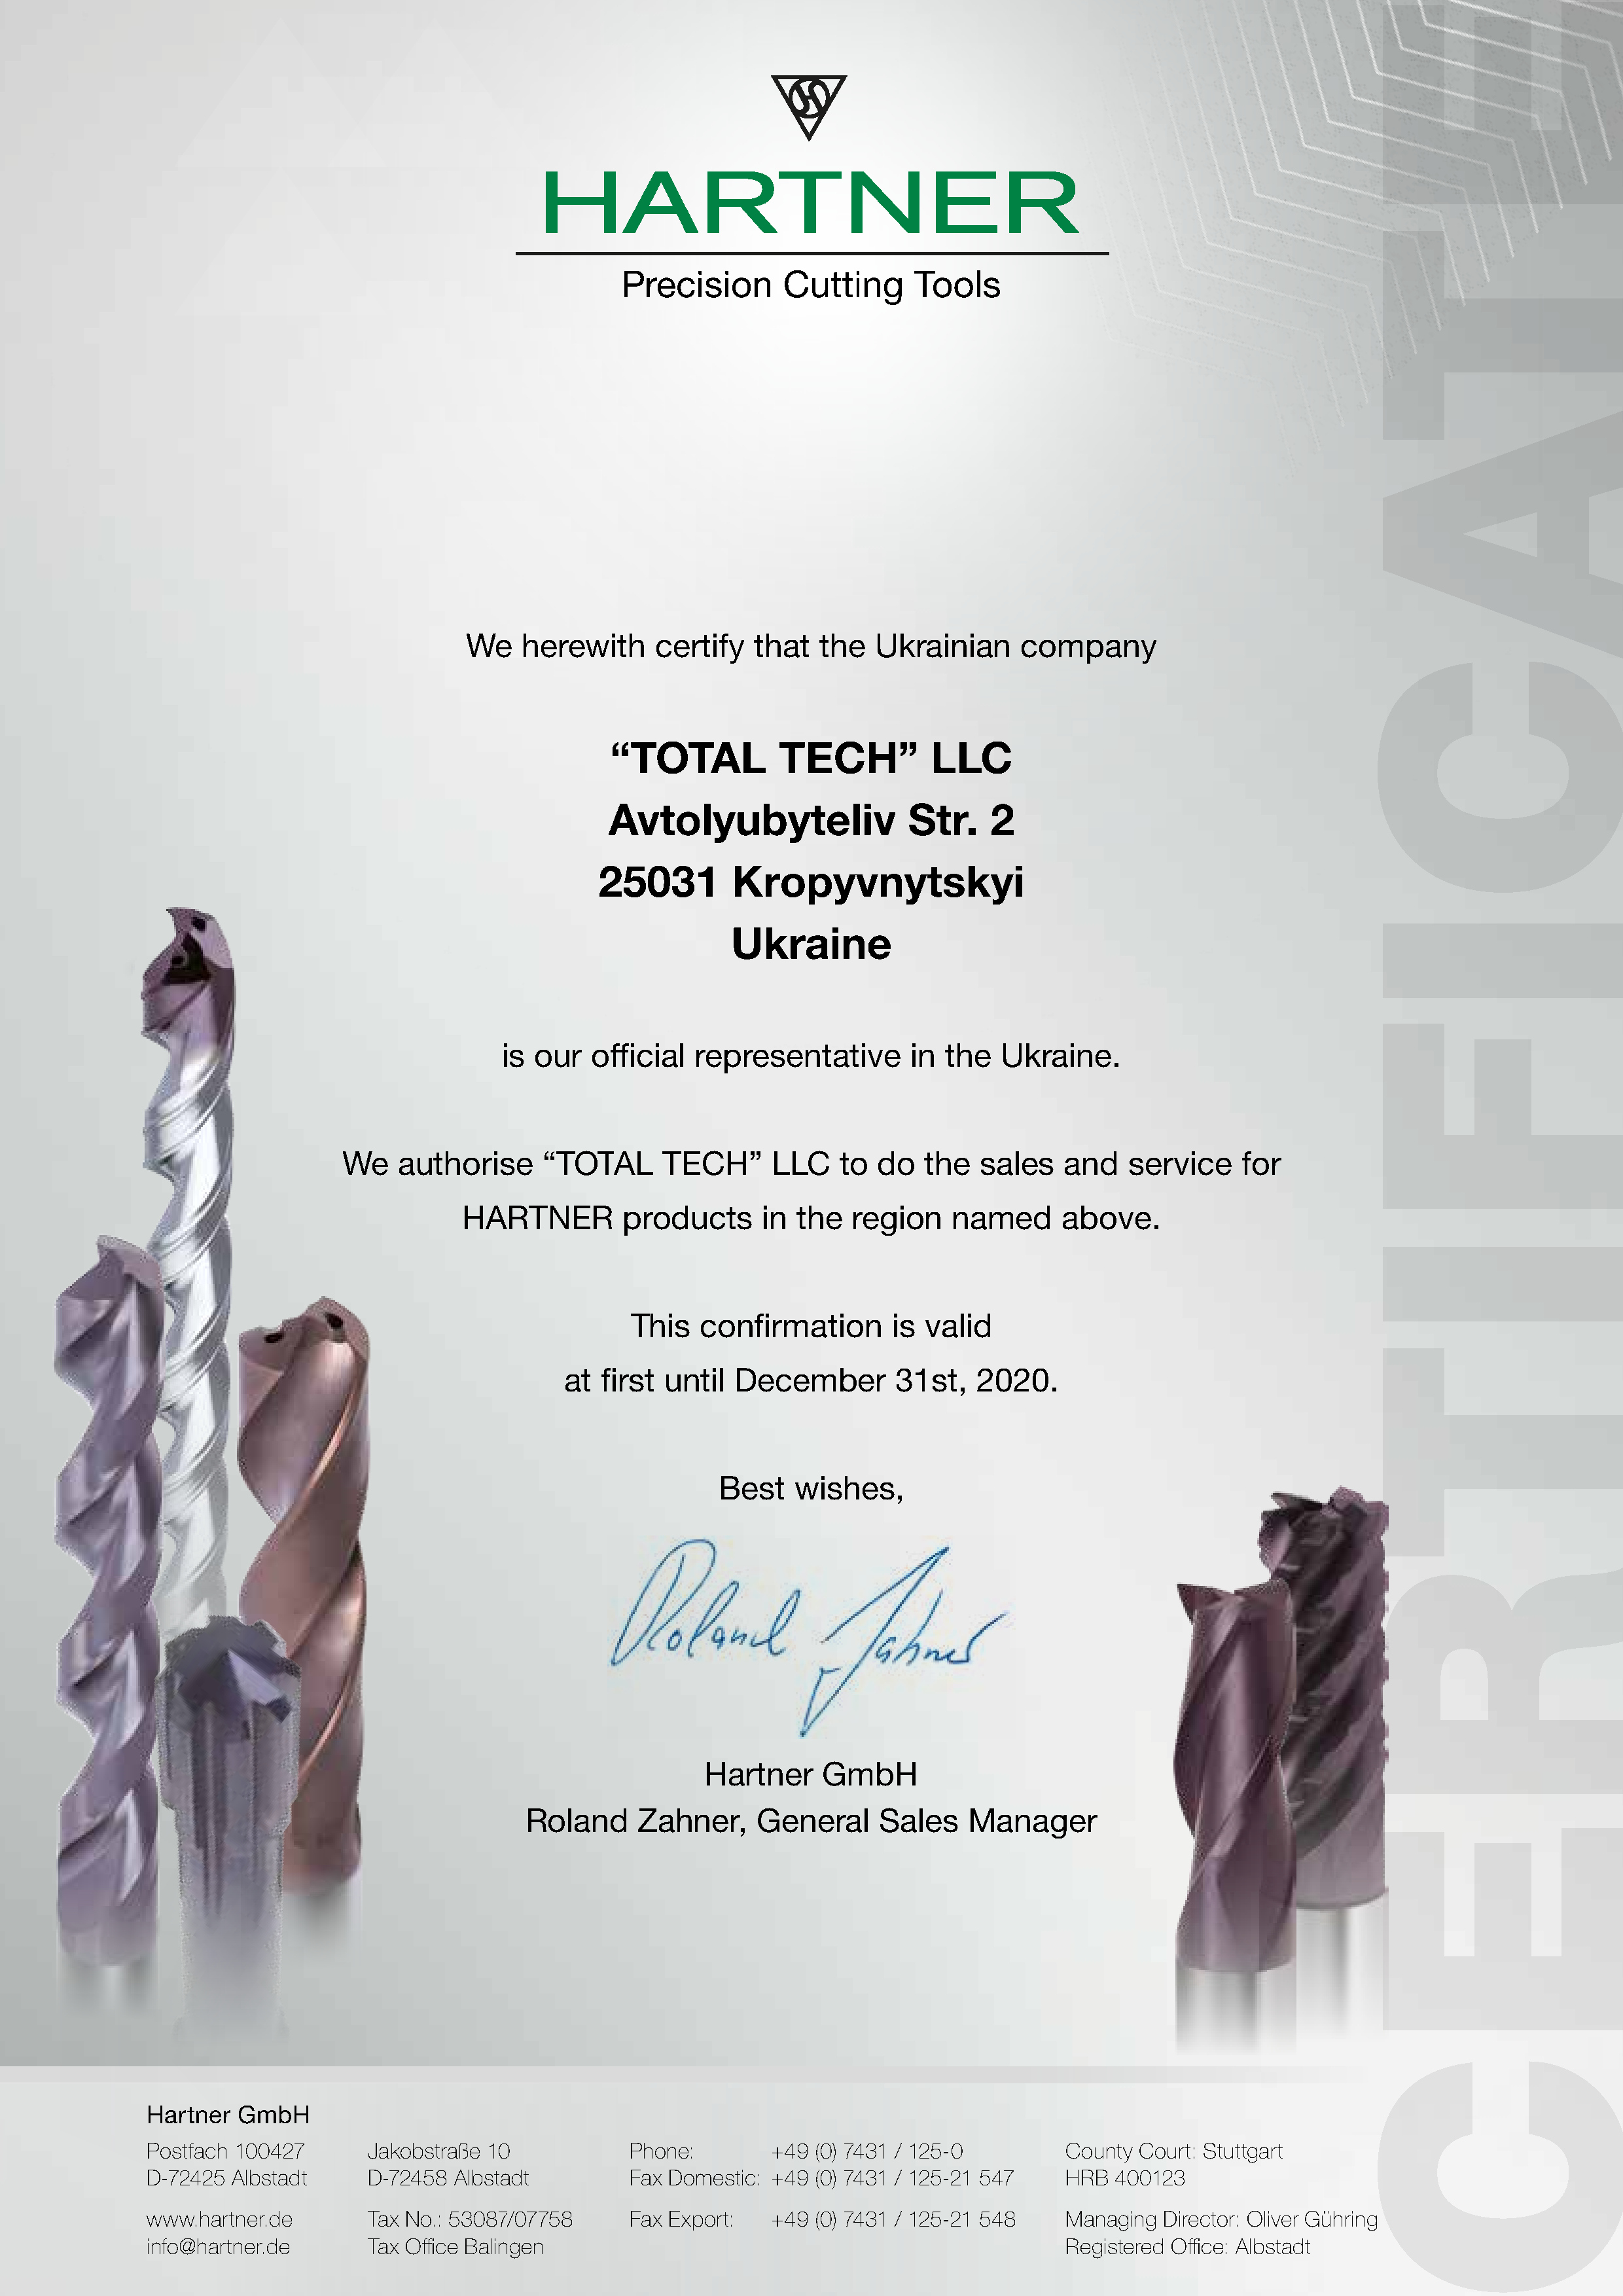 HARTNER
Precision Cutting Tools
We herewith certify that the Ukrainian company
“TOTAL TECH” LLC
Avtolyubyteliv Str. 2
25031 Kropyvnytskyi
Ukraine
is our official representative in the Ukraine.
We authorise “TOTAL TECH” LLC to do the sales and service for
HARTNER products in the region named above.
This confirmation is valid
at first until December 31st, 2020.
Best wishes,
Roland Zahner
Hartner GmbH
Roland Zahner, General Sales Manager
CERTIFICATE
Hartner GmbH
Postfach 100427 Jakobstraße 10 Phone: +49 (0) 7431 / 125-0 County Court: Stuttgart
D-72425 Albstadt D-72458 Albstadt Fax Domestic: +49 (0) 7431 / 125-21 547 HRB 400123
www.hartner.de Tax No.: 53087/07758 Fax Export: +49 (0) 7431 / 125-21 548 Managing Director: Oliver Gühring
info@hartner.de Tax Office Balingen Registered Office: Albstadt